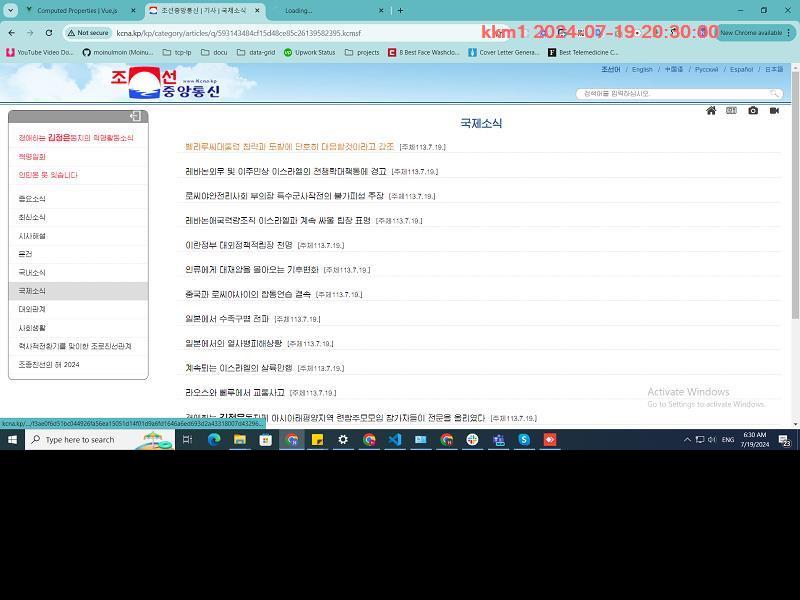 Computed Properties | Vue.js
조선중앙통신 | 기사 | 국제소식
Loading...
Not secure
kcna.kp/kp/category/articles/q/593143484cf15d48ce85c26139582395.kcmsf
kkm1 2064-07-19-20:30:00
New Chrome available
YouTube Video Do...
moinulmoin (Moinu...
tcp-lp
docu
data-grid
Upwork Status
projects
8 Best Face Washclo...
Cover Letter Genera...
Best Telemedicine C...
조선 www.kcna.kp
중앙통신
조선어 / English / 中国语 / Русский / Español / 日本語
검색어를 입력하십시오.
경애하는 김정은동지의 혁명활동소식
혁명일화
인민은 못 잊습니다
중요소식
최신소식
시사해설
문건
국내소식
국제소식
대외관계
사회생활
력사적전환기를 맞이한 조로친선관계
조중친선의 해 2024
국제소식
벨라루씨대통령 침략과 도발에 단호히 대응할것이라고 강조 [주체113.7.19.]
레바논외무 및 이주민상 이스라엘의 전쟁확대책동에 경고 [주체113.7.19.]
로씨야안전리사회 부의장 특수군사작전의 불가피성 주장 [주체113.7.19.]
레바논애국력량조직 이스라엘과 계속 싸울 립장 표명 [주체113.7.19.]
이란정부 대외정책적립장 천명 [주체113.7.19.]
인류에게 대재앙을 몰아오는 기후변화 [주체113.7.19.]
중국과 로씨야사이의 합동연습 결속 [주체113.7.19.]
일본에서 수족구병 전파 [주체113.7.19.]
일본에서의 열사병피해상황 [주체113.7.19.]
계속되는 이스라엘의 살륙만행 [주체113.7.19.]
라오스와 뻬루에서 교통사고 [주체113.7.19.]
경애하는 김정은동지께 아시아태평양지역 련합추모모임 참가자들이 전문을 올리였다 [주체113.7.19.]
Activate Windows
Go to Settings to activate Windows.
Type here to search
ENG
6:30 AM
7/19/2024
23